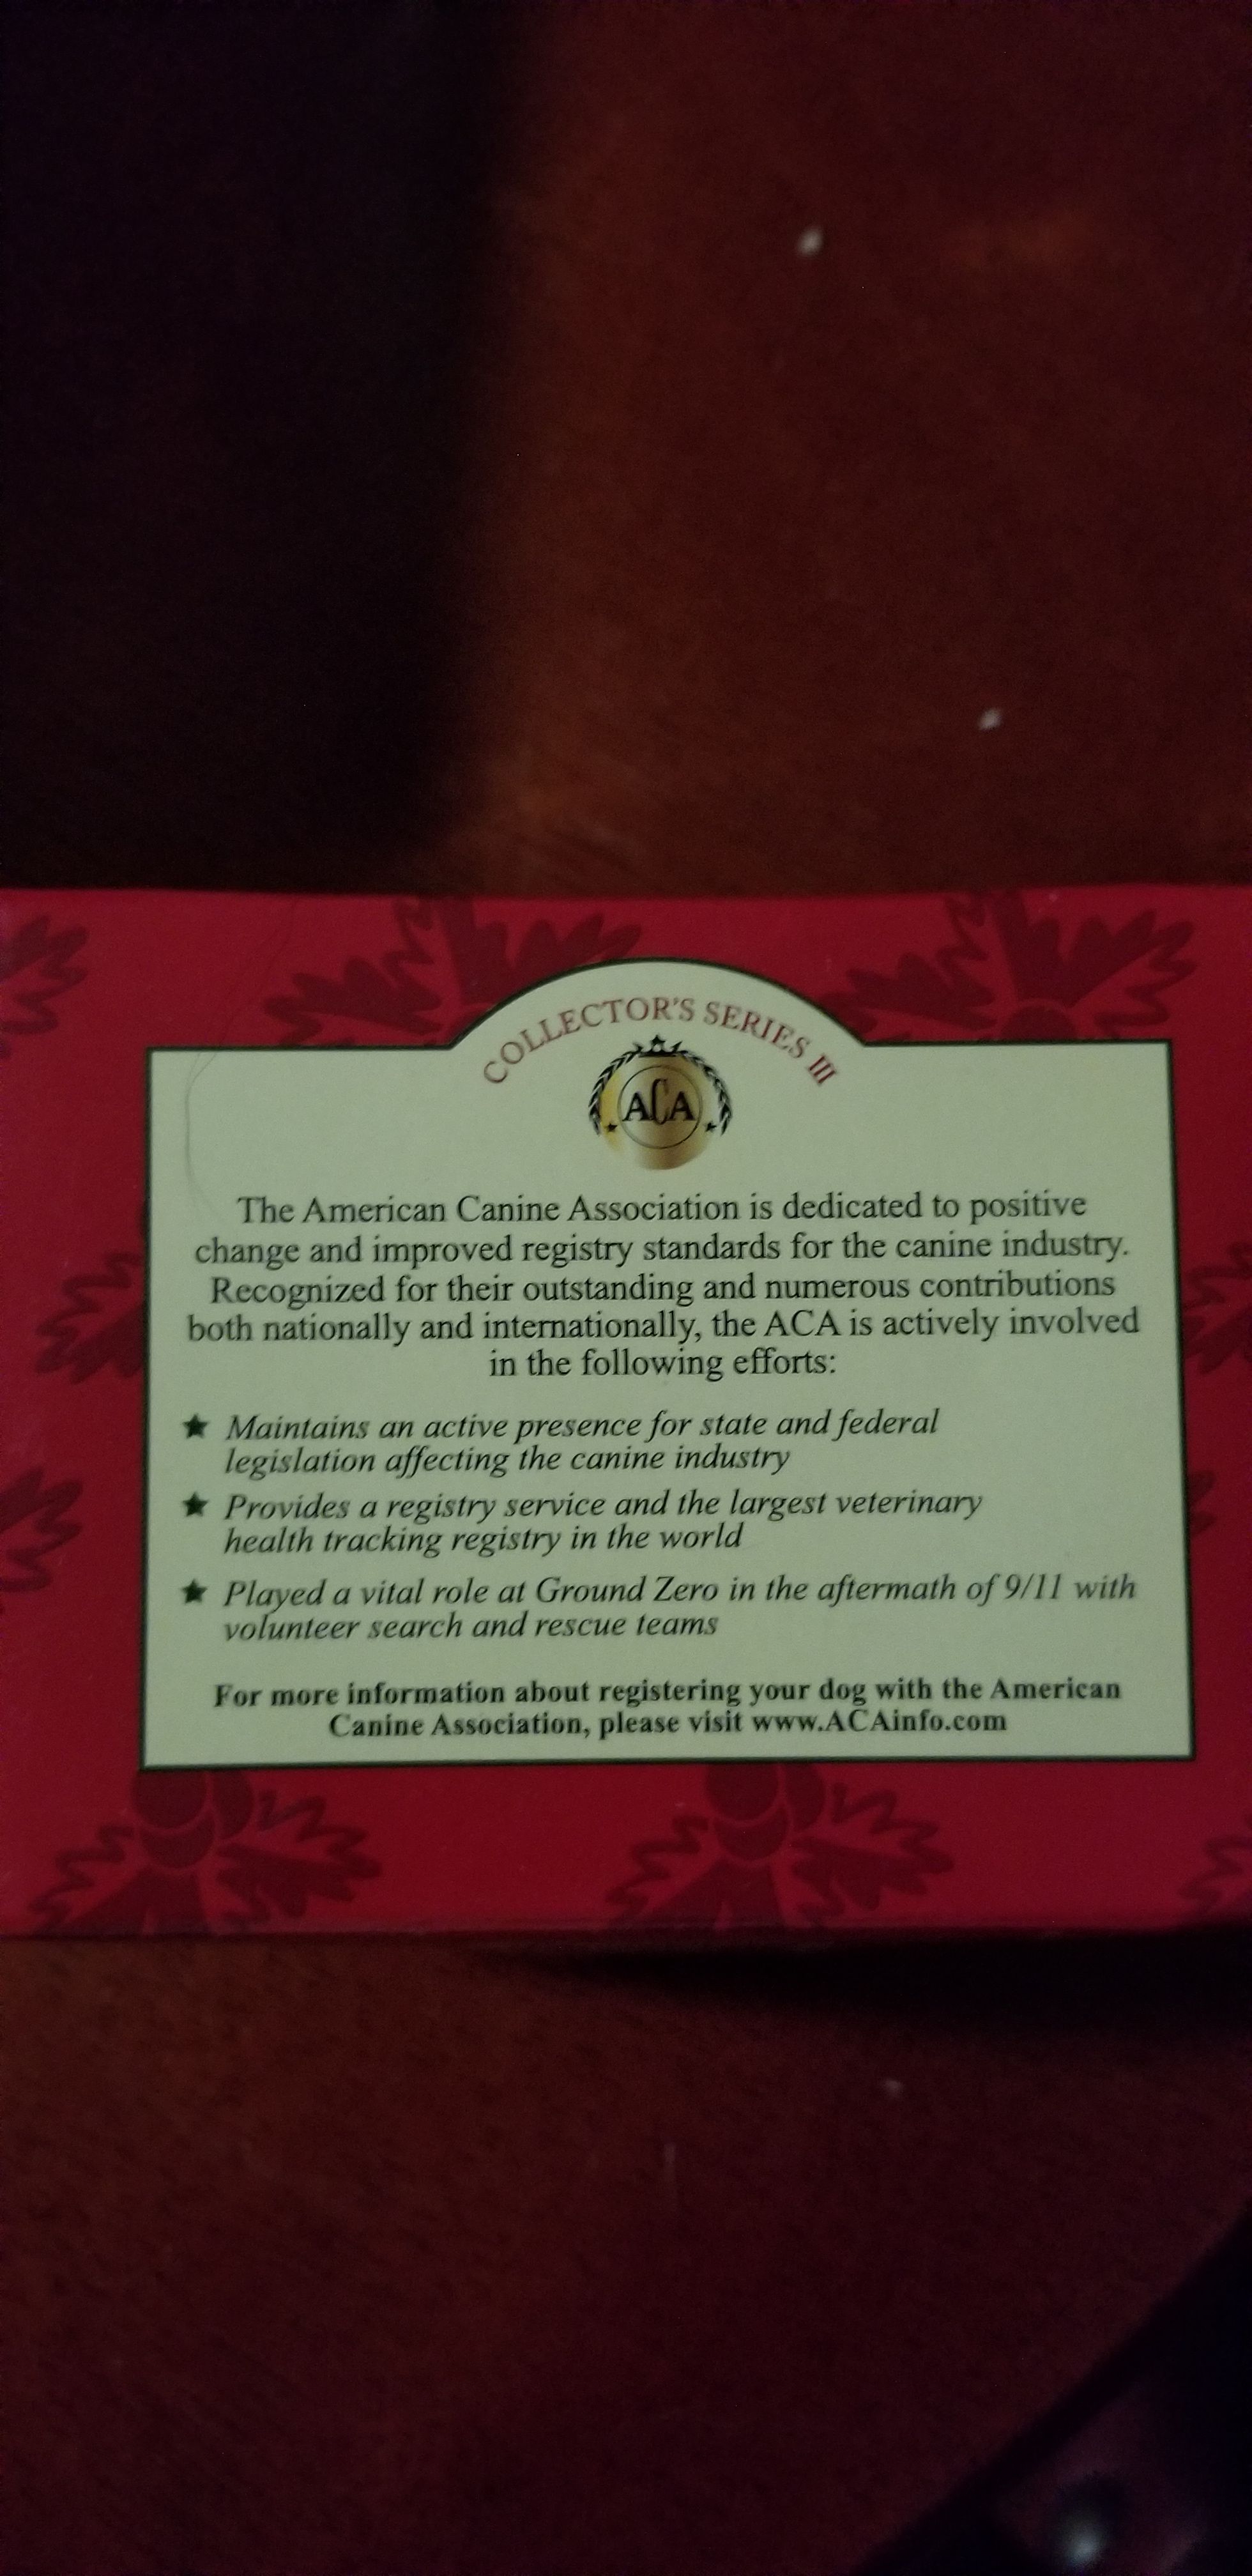 COLLECTOR'S SERIES III
ACA
The American Canine Association is dedicated to positive
change and improved registry standards for the canine industry.
Recognized for their outstanding and numerous contributions
both nationally and internationally, the ACA is actively involved
in the following efforts:
★ Maintains an active presence for state and federal
legislation affecting the canine industry
★ Provides a registry service and the largest veterinary
health tracking registry in the world
★ Played a vital role at Ground Zero in the aftermath of 9/11 with
volunteer search and rescue teams
For more information about registering your dog with the American
Canine Association, please visit www.ACAinfo.com